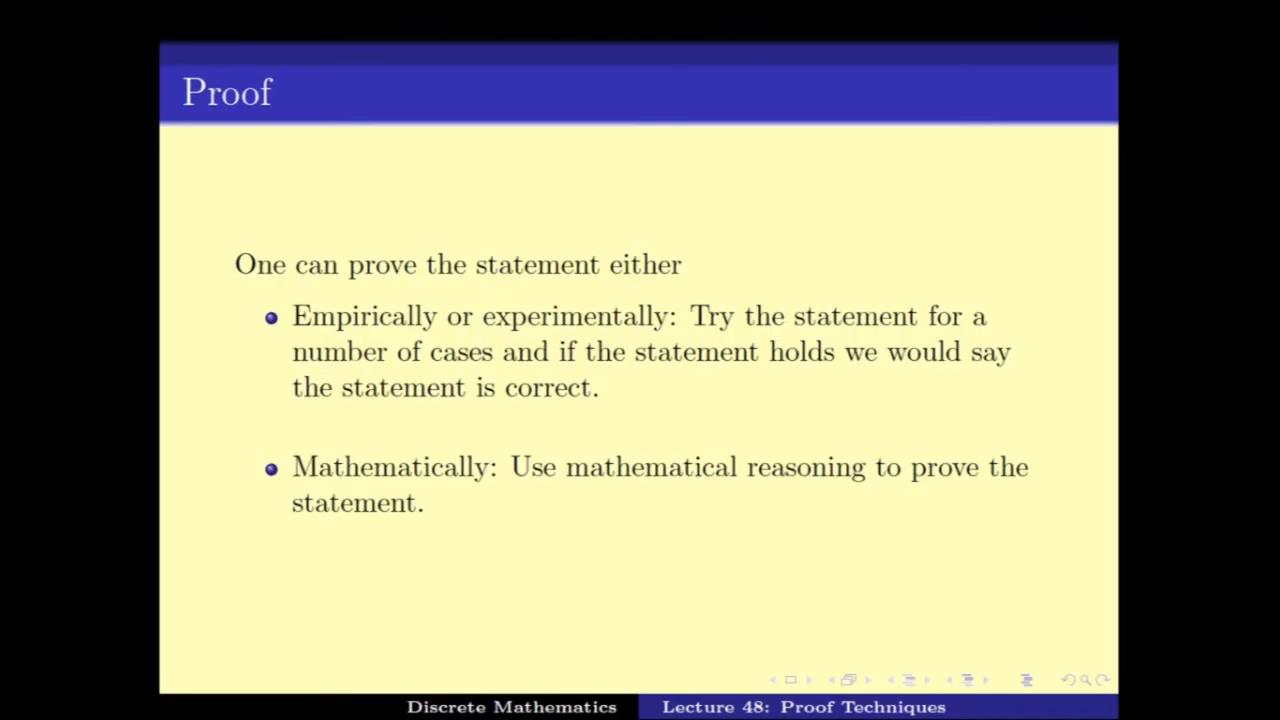 Proof
One can prove the statement either
Empirically or experimentally: Try the statement for a
number of cases and if the statement holds we would say
the statement is correct.
Mathematically: Use mathematical reasoning to prove the
statement.
Discrete Mathematics
Lecture 48: Proof Techniques